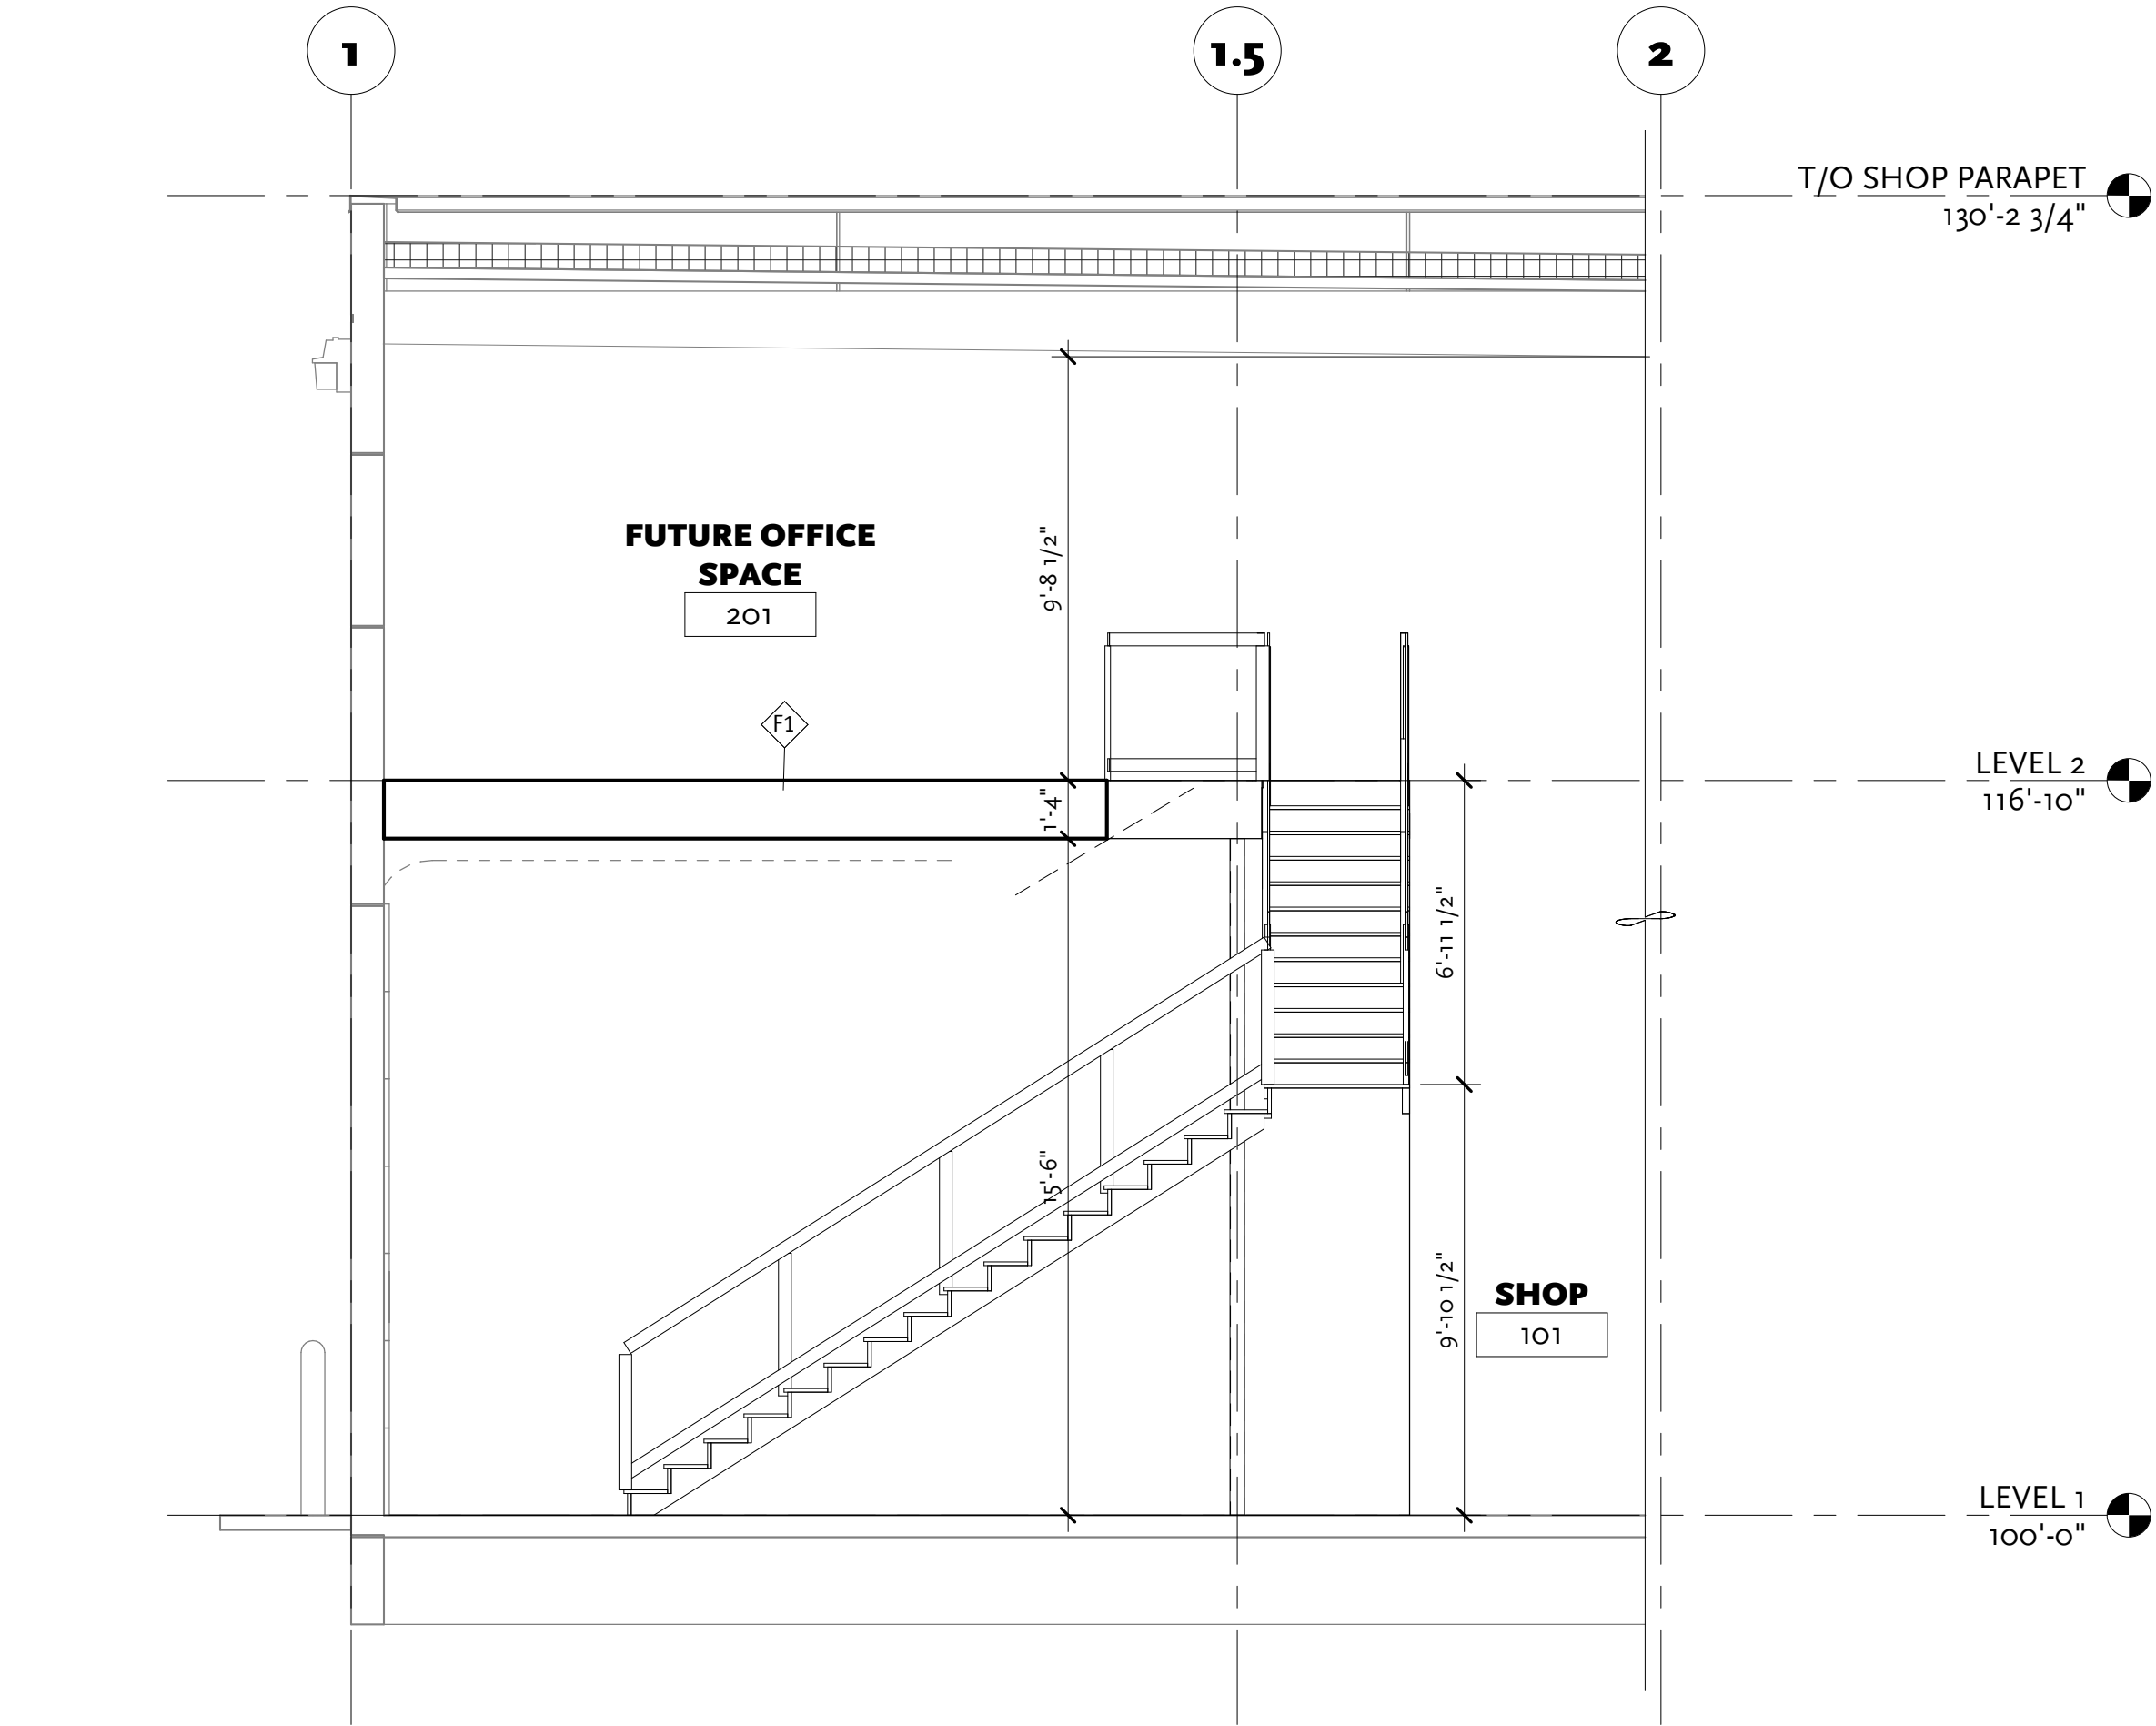 1
1.5
2
T/O SHOP PARAPET
130'-2 3/4"
FUTURE OFFICE
SPACE
201
9'-8 1/2"
F1
LEVEL 2
116'-10"
1'-4"
6'-11 1/2"
15'-6"
9'-10 1/2"
SHOP
101
LEVEL 1
100'-0"